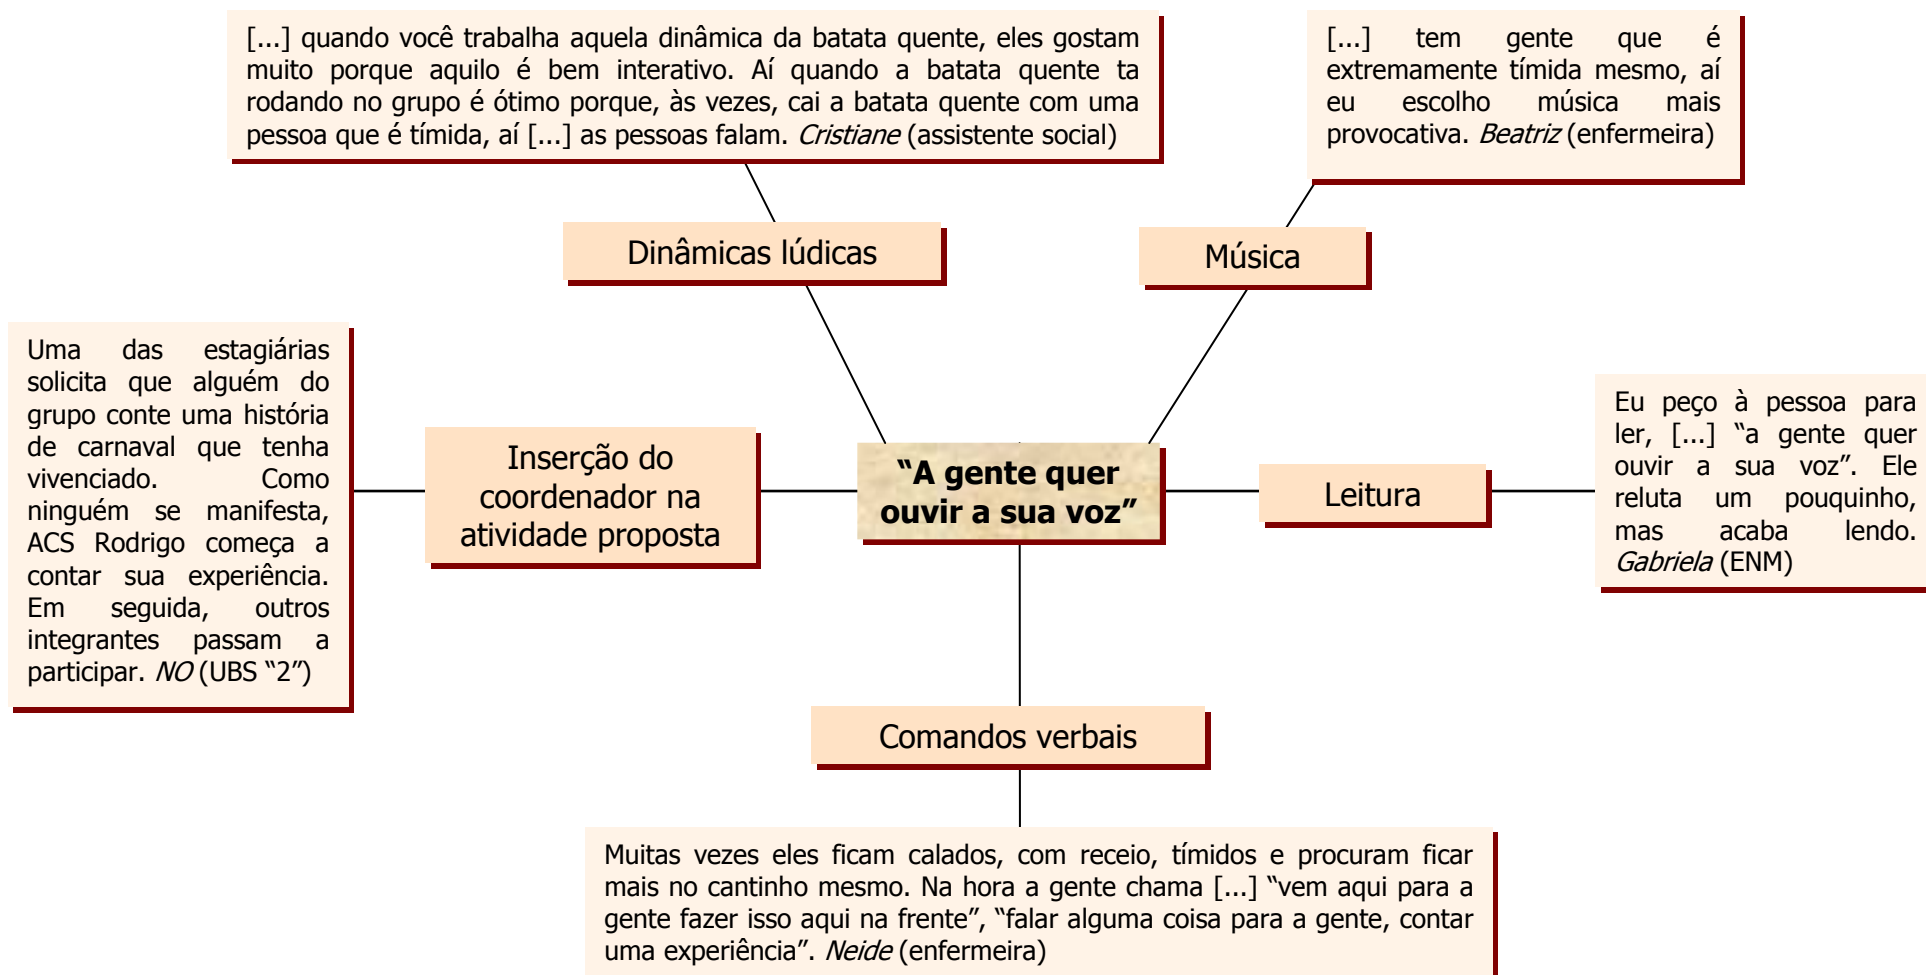 [...] quando você trabalha aquela dinâmica da batata quente, eles gostam
muito porque aquilo é bem interativo. Aí quando a batata quente ta
rodando no grupo é ótimo porque, às vezes, cai a batata quente com uma
pessoa que é tímida, aí [...] as pessoas falam. Cristiane (assistente social)
[...] tem gente que é
extremamente tímida mesmo, aí
eu escolho música mais
provocativa. Beatriz (enfermeira)
Dinâmicas lúdicas
Música
Uma das estagiárias
solicita que alguém do
grupo conte uma história
de carnaval que tenha
vivenciado. Como
ninguém se manifesta,
ACS Rodrigo começa a
contar sua experiência.
Em seguida, outros
integrantes passam a
participar. NO (UBS “2”)
Inserção do
coordenador na
atividade proposta
“A gente quer
ouvir a sua voz”
Leitura
Eu peço à pessoa para
ler, [...] “a gente quer
ouvir a sua voz”. Ele
reluta um pouquinho,
mas acaba lendo.
Gabriela (ENM)
Comandos verbais
Muitas vezes eles ficam calados, com receio, tímidos e procuram ficar
mais no cantinho mesmo. Na hora a gente chama [...] “vem aqui para a
gente fazer isso aqui na frente”, “falar alguma coisa para a gente, contar
uma experiência”. Neide (enfermeira)